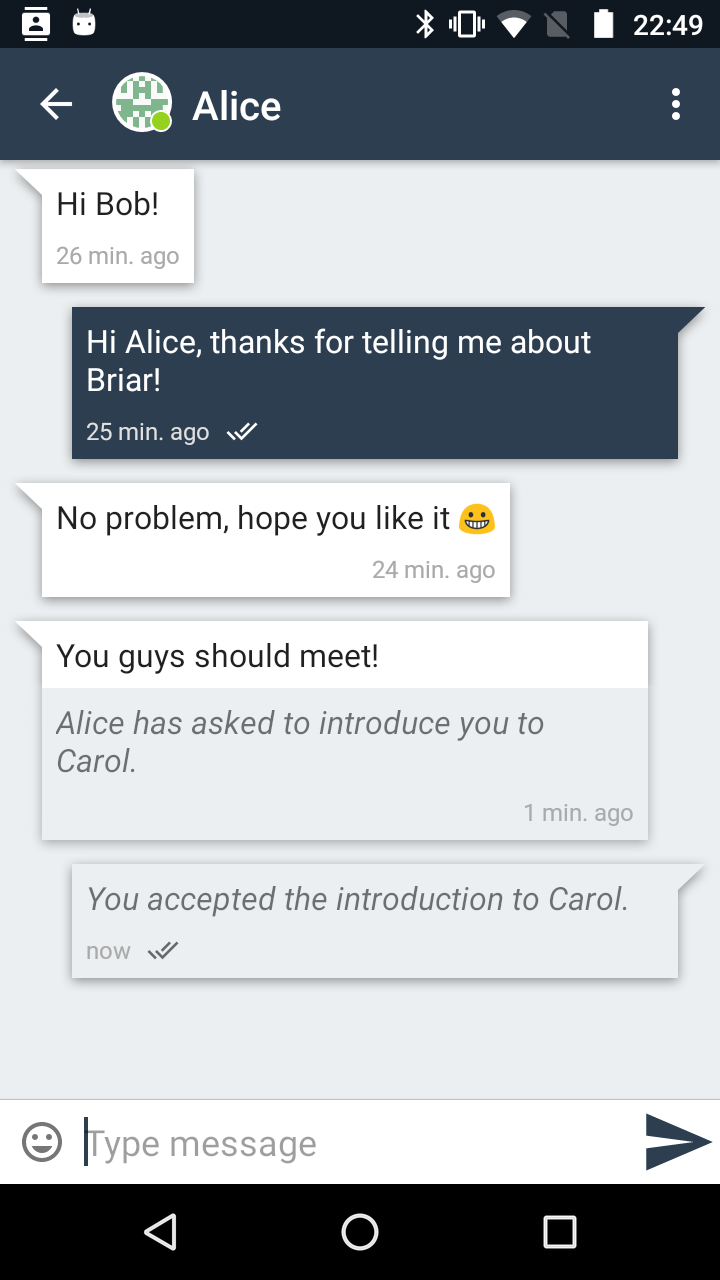 22:49
Alice
Hi Bob!
26 min. ago
Hi Alice, thanks for telling me about
Briar!
25 min. ago
No problem, hope you like it 😀
24 min. ago
You guys should meet!
Alice has asked to introduce you to
Carol.
1 min. ago
You accepted the introduction to Carol.
now
Type message